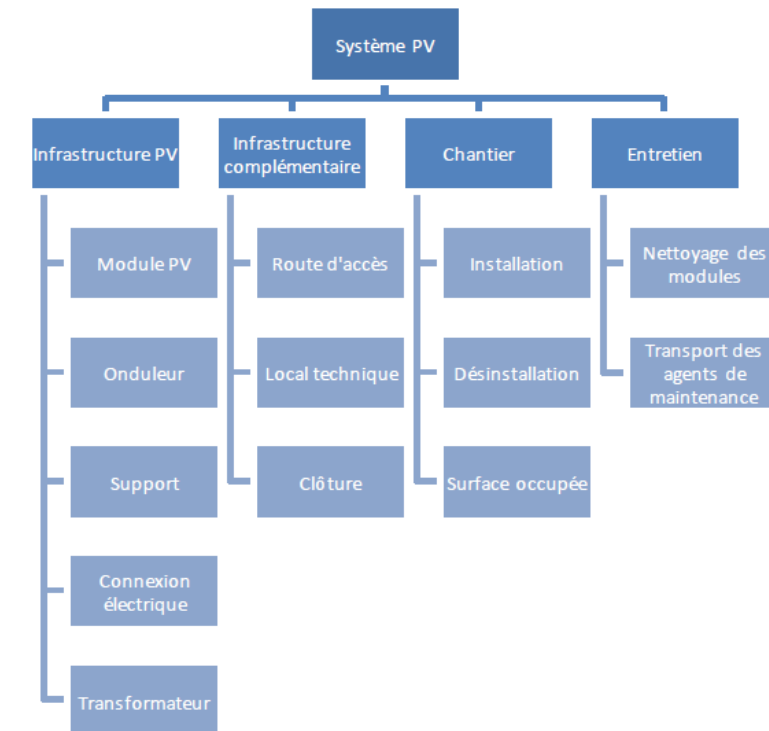 Système PV
Infrastructure PV
Infrastructure
complémentaire
Chantier
Entretien
Module PV
Onduleur
Support
Connexion
électrique
Transformateur
Route d'accès
Local technique
Clôture
Installation
Désinstallation
Surface occupée
Nettoyage des
modules
Transport des
agents de
maintenance